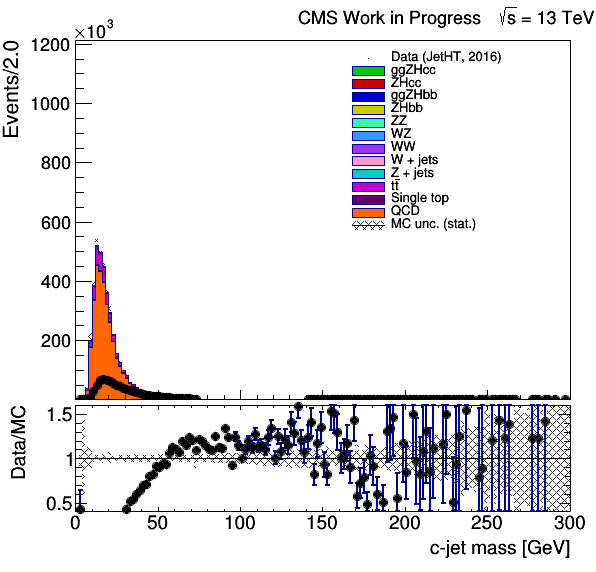 CMS Work in Progress √s = 13 TeV
×10³
Events/2.0
1200
1000
800
600
400
200
Data (JetHT, 2016)
ggZHcc
ZHcc
ggZHbb
ZHbb
ZZ
WZ
WW
W + jets
Z + jets
tt̄
Single top
QCD
MC unc. (stat.)
Data/MC
1.5
1
0.5
0 50 100 150 200 250 300
c-jet mass [GeV]